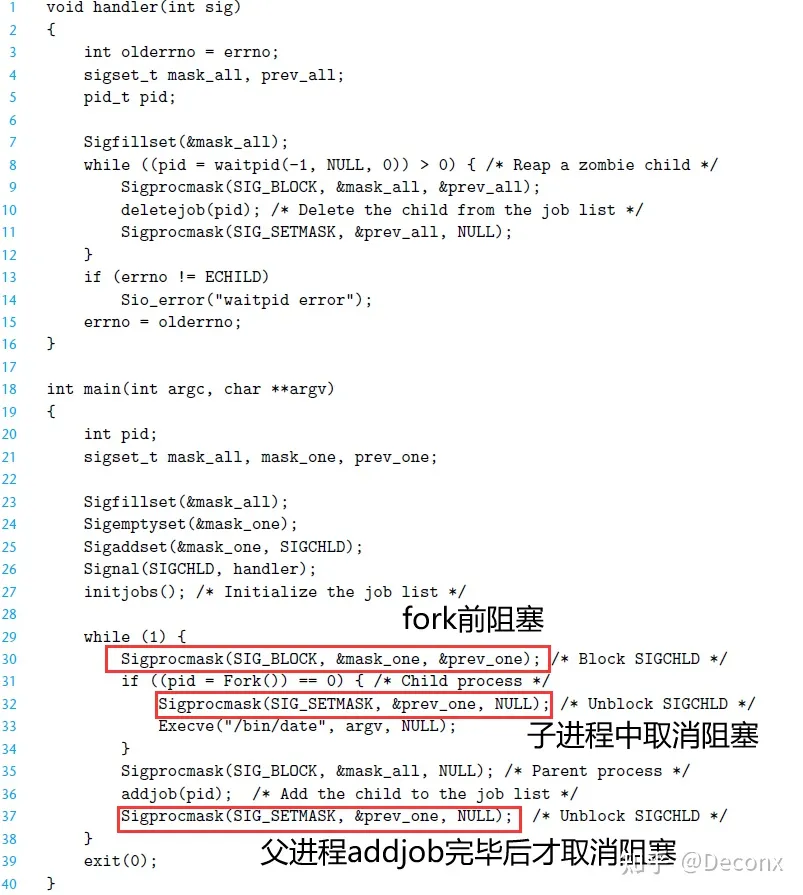 1 void handler(int sig)
2 {
3     int olderrno = errno;
4     sigset_t mask_all, prev_all;
5     pid_t pid;
6
7     Sigfillset(&mask_all);
8     while ((pid = waitpid(-1, NULL, 0)) > 0) { /* Reap a zombie child */
9         Sigprocmask(SIG_BLOCK, &mask_all, &prev_all);
10         deletejob(pid); /* Delete the child from the job list */
11         Sigprocmask(SIG_SETMASK, &prev_all, NULL);
12     }
13     if (errno != ECHILD)
14         Sio_error("waitpid error");
15     errno = olderrno;
16 }
17
18 int main(int argc, char **argv)
19 {
20     int pid;
21     sigset_t mask_all, mask_one, prev_one;
22
23     Sigfillset(&mask_all);
24     Sigemptyset(&mask_one);
25     Sigaddset(&mask_one, SIGCHLD);
26     Signal(SIGCHLD, handler);
27     initjobs(); /* Initialize the job list */
28
fork前阻塞
29     while (1) {
30         Sigprocmask(SIG_BLOCK, &mask_one, &prev_one); /* Block SIGCHLD */
31         if ((pid = Fork()) == 0) { /* Child process */
32             Sigprocmask(SIG_SETMASK, &prev_one, NULL); /* Unblock SIGCHLD */
33             Execve("/bin/date", argv, NULL);
子进程中取消阻塞
34         }
35         Sigprocmask(SIG_BLOCK, &mask_all, NULL); /* Parent process */
36         addjob(pid);  /* Add the child to the job list */
37         Sigprocmask(SIG_SETMASK, &prev_one, NULL);  /* Unblock SIGCHLD */
38     }
父进程addjob完毕后才取消阻塞
39     exit(0);
40 }
知乎 @Deconx